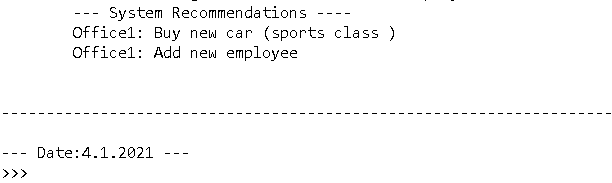 --- System Recommendations ----
Office1: Buy new car (sports class )
Office1: Add new employee
--------------------------------------------------------------------
--- Date:4.1.2021 ---
>>>